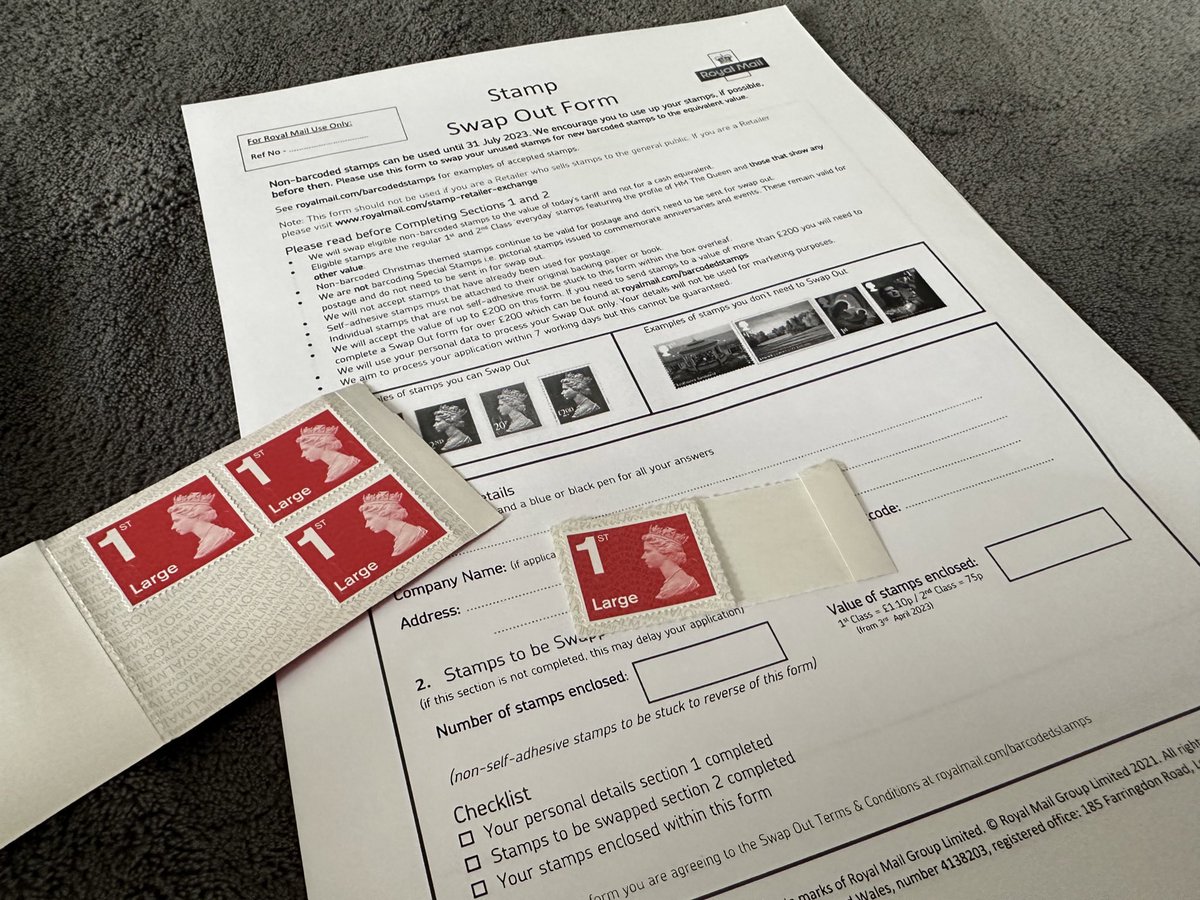 Royal Mail
Stamp
Swap Out Form
For Royal Mail Use Only:
Ref No - ..............................
Non-barcoded stamps can be used until 31 July 2023. We encourage you to use up your stamps, if possible,
before then. Please use this form to swap your unused stamps for new barcoded stamps to the equivalent value.
See royalmail.com/barcodedstamps for examples of accepted stamps.
Note: This form should not be used if you are a Retailer who sells stamps to the general public. If you are a Retailer
please visit www.royalmail.com/stamp-retailer-exchange
Please read before Completing Sections 1 and 2
• We will swap eligible non-barcoded stamps to the value of today's tariff and not for a cash equivalent.
• Eligible stamps are the regular 1st and 2nd Class 'everyday' stamps featuring the profile of HM The Queen and those that show any
other value.
• Non-barcoded Christmas themed stamps continue to be valid for postage and don't need to be sent for swap out.
• We are not barcoding Special Stamps i.e. pictorial stamps issued to commemorate anniversaries and events. These remain valid for
postage and do not need to be sent in for swap out.
• We will not accept stamps that have already been used for postage.
• Self-adhesive stamps must be attached to their original backing paper or book.
• Individual stamps that are not self-adhesive must be stuck to this form within the box overleaf.
• We will accept the value of up to £200 on this form. If you need to send stamps to a value of more than £200 you will need to
complete a Swap Out form for over £200 which can be found at royalmail.com/barcodedstamps
• We will use your personal data to process your Swap Out only. Your details will not be used for marketing purposes.
• We aim to process your application within 7 working days but this cannot be guaranteed.
les of stamps you can Swap Out
Examples of stamps you don't need to Swap Out
2ND
20p
£2.00
etails
and a blue or black pen for all your answers
code:
Company Name: (if applica
Address:
1ST
Large
1ST
Large
1ST
Large
1ST
Large
2. Stamps to be Swapp
(if this section is not completed, this may delay your application)
Number of stamps enclosed:
Value of stamps enclosed:
1st Class = £1.10p / 2nd Class = 75p
(from 3rd April 2023)
(non-self-adhesive stamps to be stuck to reverse of this form)
Checklist
Your personal details section 1 completed
Stamps to be swapped section 2 completed
Your stamps enclosed within this form
form you are agreeing to the Swap Out Terms & Conditions at royalmail.com/barcodedstamps
marks of Royal Mail Group Limited. © Royal Mail Group Limited 2021. All right
Wales, number 4138203, registered office: 185 Farringdon Road, L